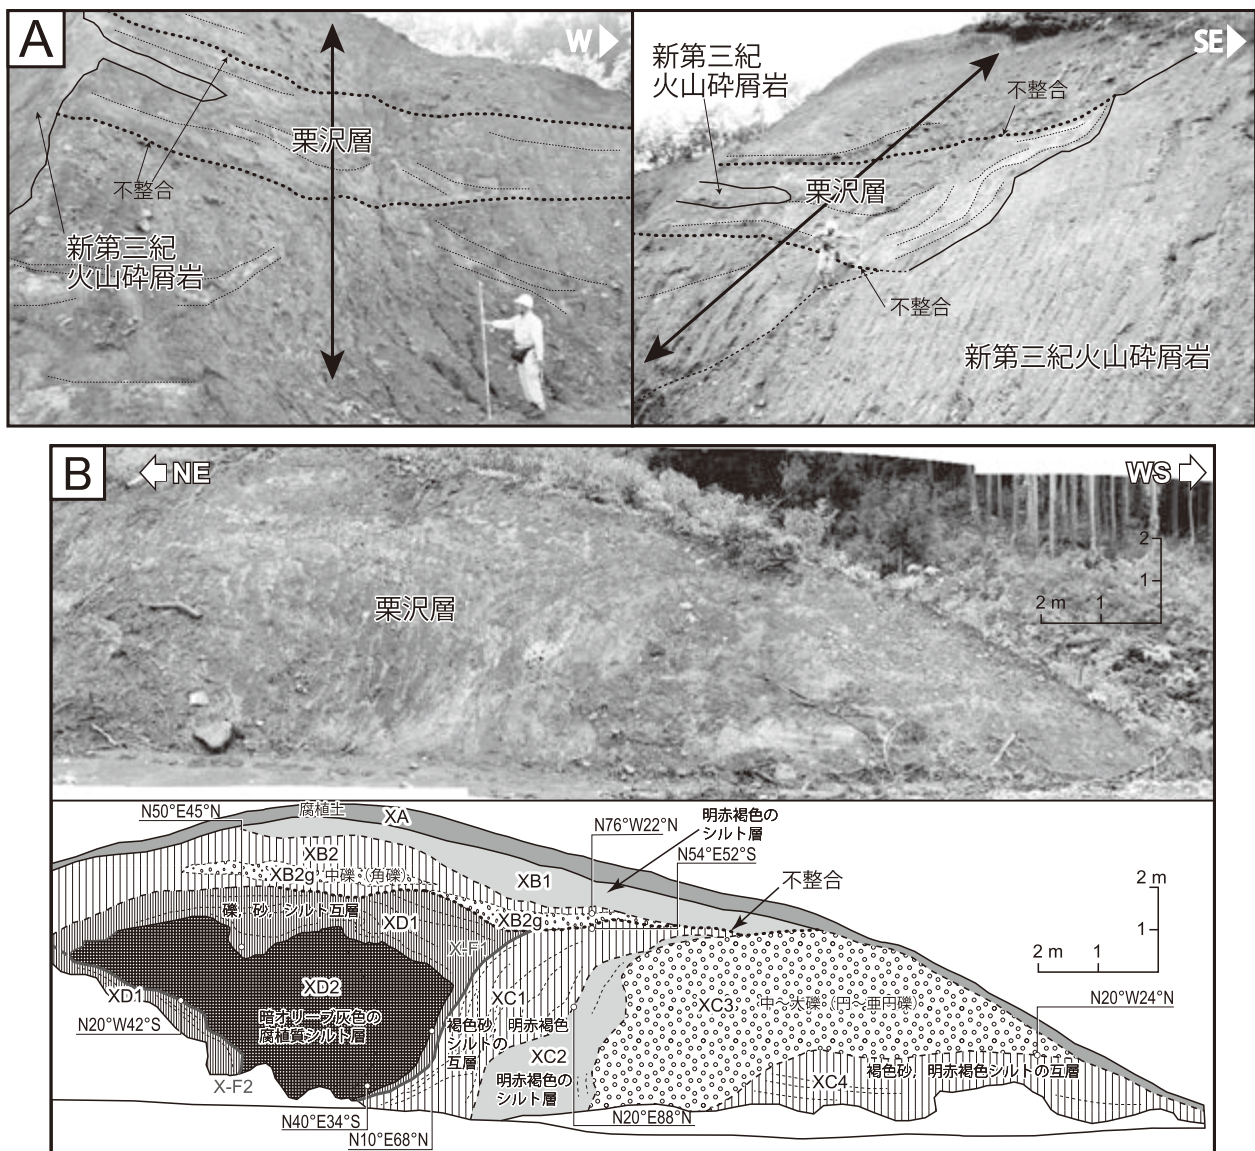 A
W
新第三紀
火山砕屑岩
栗沢層
不整合
SE
新第三紀
火山砕屑岩
不整合
栗沢層
不整合
新第三紀火山砕屑岩
B
NE
WS
栗沢層
2
1
2 m
1
N50°E45°N
腐植土
XA
明赤褐色の
シルト層
N76°W22°N
N54°E52°S
XB2
XB2g 中礫（角礫）
XB1
不整合
2 m
1
2 m
1
礫，砂，シルト互層
XD1
XB2g
X-F1
XD2
暗オリーブ灰色の
腐植質シルト層
XD1
N20°W42°S
XC1
褐色砂，明赤褐色
シルトの
互層
XC3
中〜大礫（円〜亜円礫）
N20°W24°N
XC2
明赤褐色の
シルト層
XC4
褐色砂，明赤褐色シルトの互層
X-F2
N40°E34°S
N10°E68°N
N20°E88°N